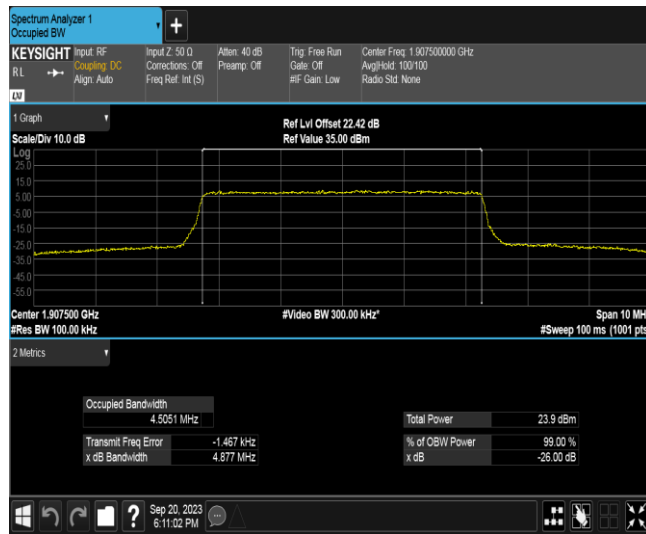 Spectrum Analyzer 1
Occupied BW
+
KEYSIGHT
RL
LXI
Input: RF
Coupling: DC
Align: Auto
Input Z: 50 Ω
Corrections: Off
Freq Ref: Int (S)
Atten: 40 dB
Preamp: Off
Trig: Free Run
Gate: Off
#IF Gain: Low
Center Freq: 1.907500000 GHz
Avg|Hold: 100/100
Radio Std: None
1 Graph
Scale/Div 10.0 dB
Ref Lvl Offset 22.42 dB
Ref Value 35.00 dBm
Log
25.0
15.0
5.00
-5.00
-15.0
-25.0
-35.0
-45.0
-55.0
Center 1.907500 GHz
#Res BW 100.00 kHz
#Video BW 300.00 kHz*
Span 10 MH
#Sweep 100 ms (1001 pts
2 Metrics
Occupied Bandwidth
4.5051 MHz
Transmit Freq Error -1.467 kHz
x dB Bandwidth 4.877 MHz
Total Power 23.9 dBm
% of OBW Power 99.00 %
x dB -26.00 dB
?
Sep 20, 2023
6:11:02 PM